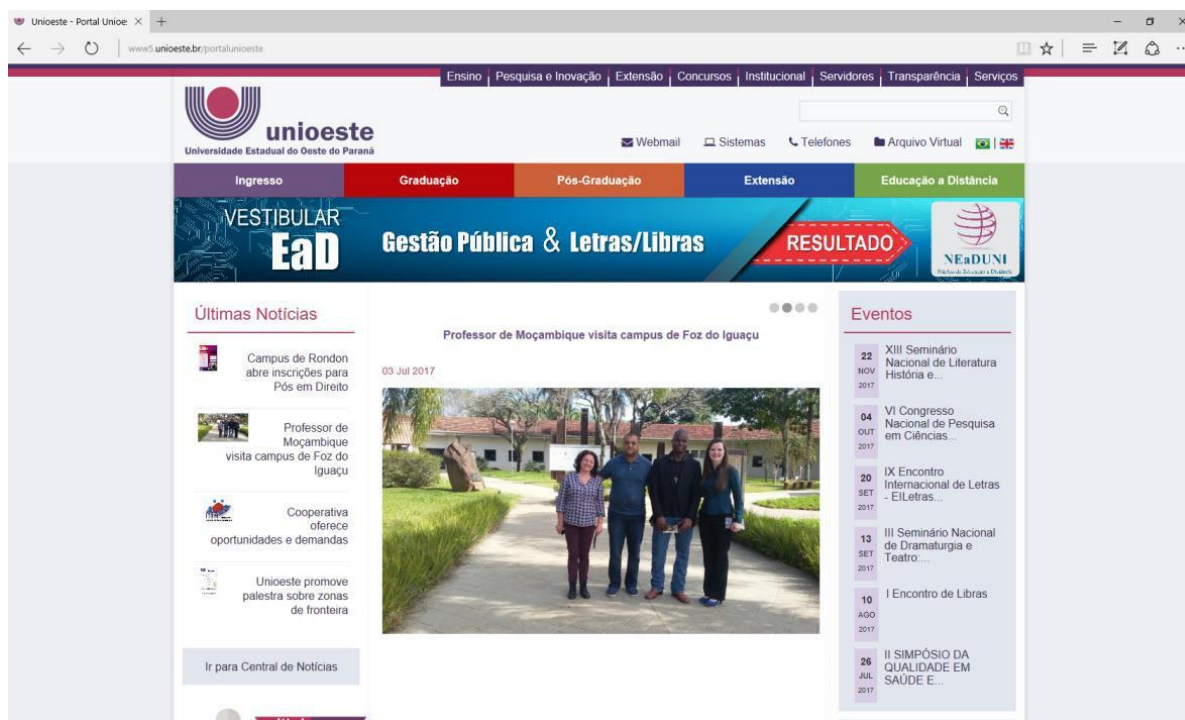 Unioeste - Portal Unioe
www5.unioeste.br/portalunioeste
Ensino Pesquisa e Inovação Extensão Concursos Institucional Servidores Transparência Serviços
unioeste
Universidade Estadual do Oeste do Paraná
Webmail Sistemas Telefones Arquivo Virtual
Ingresso Graduação Pós-Graduação Extensão Educação a Distância
VESTIBULAR
EaD
Gestão Pública & Letras/Libras
RESULTADO
NEaDUNI
Núcleo de Educação a Distância
Últimas Notícias
Campus de Rondon
abre inscrições para
Pós em Direito
Professor de
Moçambique
visita campus de Foz do
Iguaçu
Cooperativa
oferece
oportunidades e demandas
Unioeste promove
palestra sobre zonas
de fronteira
Ir para Central de Notícias
Professor de Moçambique visita campus de Foz do Iguaçu
03 Jul 2017
Eventos
22
NOV
2017
XIII Seminário
Nacional de Literatura
História e...
04
OUT
2017
VI Congresso
Nacional de Pesquisa
em Ciências...
20
SET
2017
IX Encontro
Internacional de Letras
- EILetras...
13
SET
2017
III Seminário Nacional
de Dramaturgia e
Teatro:...
10
AGO
2017
I Encontro de Libras
26
JUL
2017
II SIMPÓSIO DA
QUALIDADE EM
SAÚDE E...